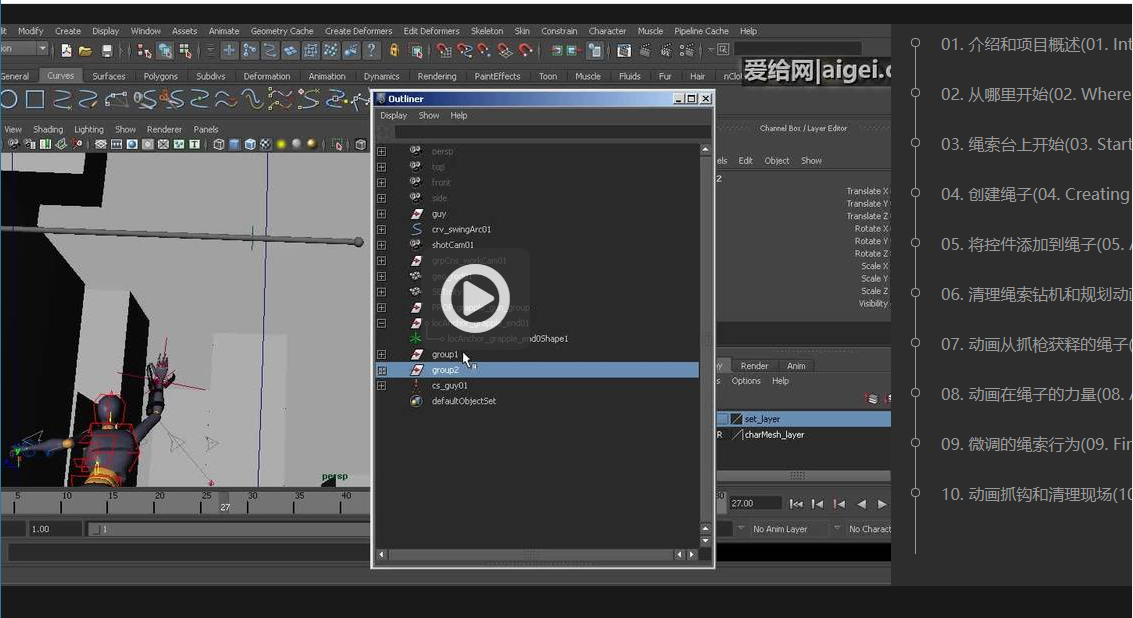 Modify Create Display Window Assets Animate Geometry Cache Create Deformers Edit Deformers Skeleton Skin Constrain Character Muscle Pipeline Cache Help
General Curves Surfaces Polygons Subdivs Deformation Animation Dynamics Rendering PaintEffects Toon Muscle Fluids Fur Hair nClo
爱给网|aigei.c
View Shading Lighting Show Renderer Panels
Outliner
Display Show Help
persp
top
front
side
guy
crv_swingArc01
shotCam01
grpCns_workCam01
locAnchor_grapple_end01
locAnchor_grapple_end0Shape1
group1
group2
cs_guy01
defaultObjectSet
persp
5 10 15 20 25 27 30 35 40
1.00 1
Channel Box / Layer Editor
els Edit Object Show
2
Translate X
Translate Y
Translate Z
Rotate X
Rotate Y
Rotate Z
Scale X
Scale Y
Scale Z
Visibility
Render Anim
s Options Help
set_layer
R charMesh_layer
30 27.00
No Anim Layer No Charact
01. 介绍和项目概述(01. Int
02. 从哪里开始(02. Where
03. 绳索台上开始(03. Start
04. 创建绳子(04. Creating
05. 将控件添加到绳子(05. A
06. 清理绳索钻机和规划动画
07. 动画从抓枪获释的绳子(
08. 动画在绳子的力量(08. A
09. 微调的绳索行为(09. Fin
10. 动画抓钩和清理现场(10